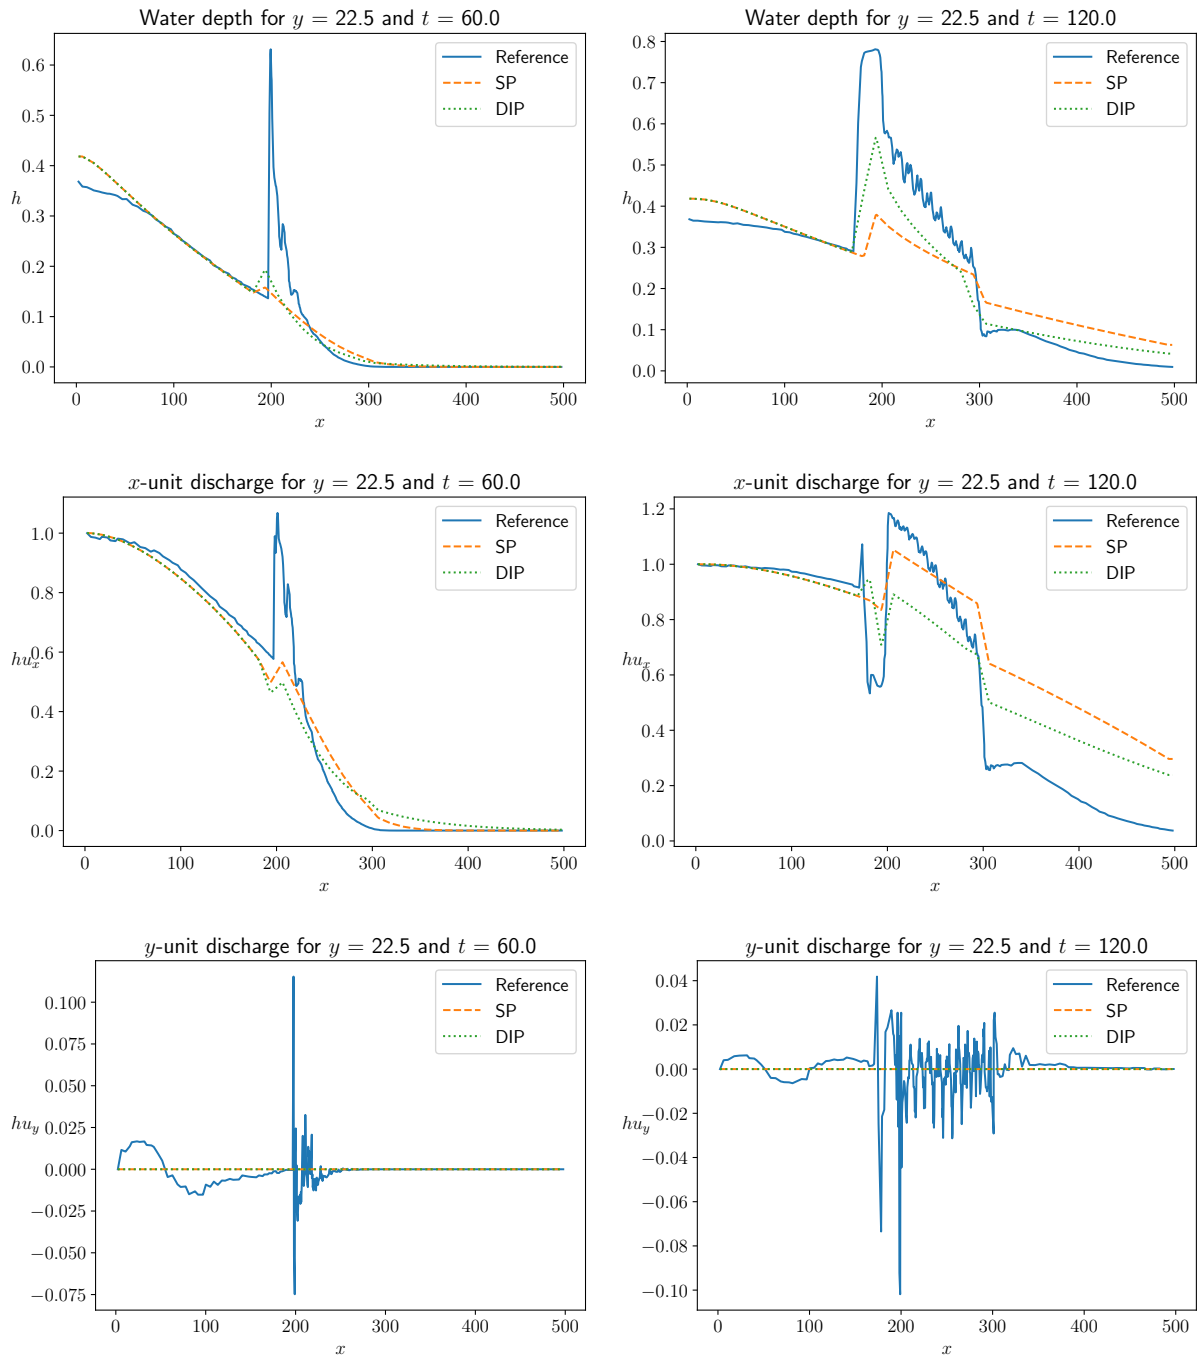 Water depth for y = 22.5 and t = 60.0
h
0.6
0.5
0.4
0.3
0.2
0.1
0.0
0 100 200 300 400 500
x
Reference
SP
DIP
Water depth for y = 22.5 and t = 120.0
h
0.8
0.7
0.6
0.5
0.4
0.3
0.2
0.1
0.0
0 100 200 300 400 500
x
Reference
SP
DIP
x-unit discharge for y = 22.5 and t = 60.0
huₓ
1.0
0.8
0.6
0.4
0.2
0.0
0 100 200 300 400 500
x
Reference
SP
DIP
x-unit discharge for y = 22.5 and t = 120.0
huₓ
1.2
1.0
0.8
0.6
0.4
0.2
0.0
0 100 200 300 400 500
x
Reference
SP
DIP
y-unit discharge for y = 22.5 and t = 60.0
hu_y
0.100
0.075
0.050
0.025
0.000
−0.025
−0.050
−0.075
0 100 200 300 400 500
x
Reference
SP
DIP
y-unit discharge for y = 22.5 and t = 120.0
hu_y
0.04
0.02
0.00
−0.02
−0.04
−0.06
−0.08
−0.10
0 100 200 300 400 500
x
Reference
SP
DIP